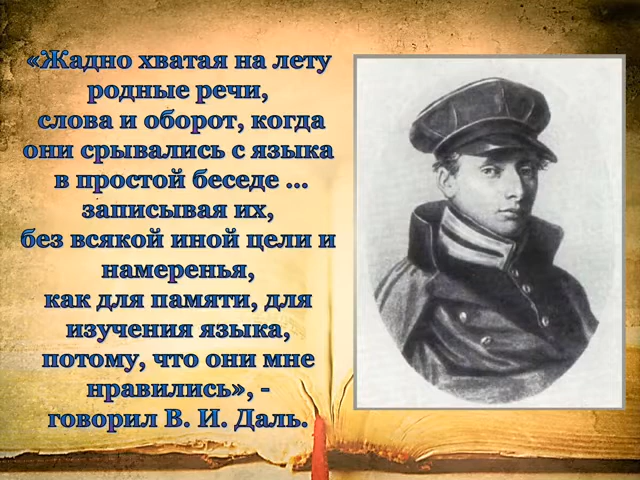 «Жадно хватая на лету
родные речи,
слова и оборот, когда
они срывались с языка
в простой беседе ...
записывая их,
без всякой иной цели и
намеренья,
как для памяти, для
изучения языка,
потому, что они мне
нравились», -
говорил В. И. Даль.